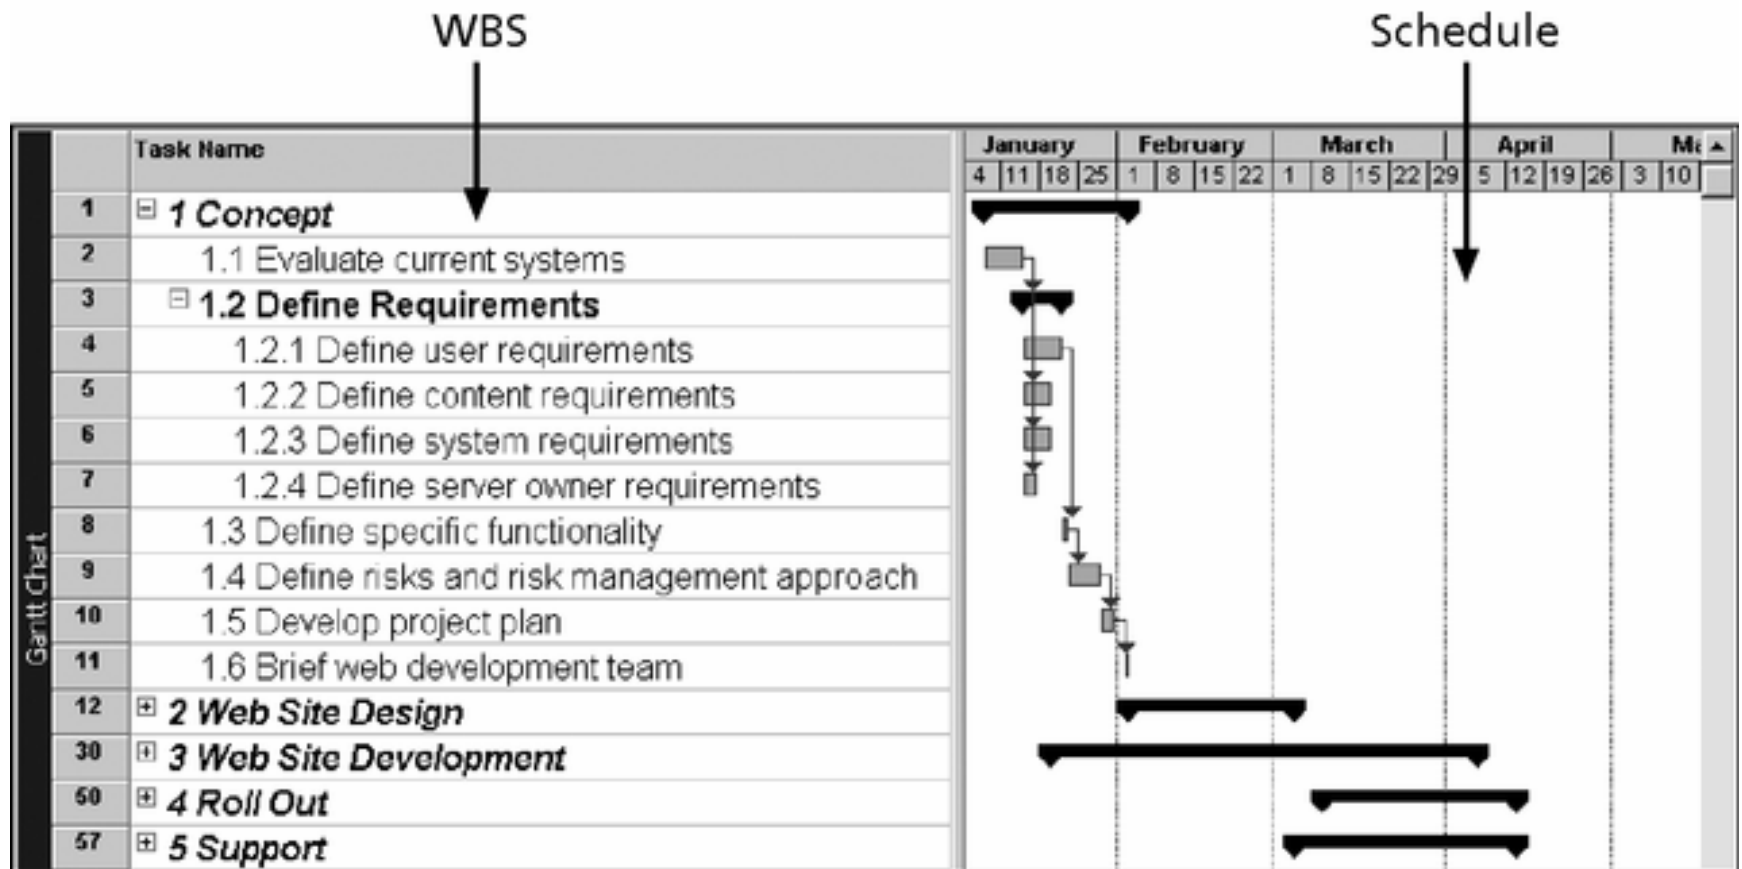 WBS
Schedule
Task Name
January February March April
4 11 18 25 1 8 15 22 1 8 15 22 29 5 12 19 26 3 10
1 1 Concept
2 1.1 Evaluate current systems
3 1.2 Define Requirements
4 1.2.1 Define user requirements
5 1.2.2 Define content requirements
6 1.2.3 Define system requirements
7 1.2.4 Define server owner requirements
8 1.3 Define specific functionality
9 1.4 Define risks and risk management approach
10 1.5 Develop project plan
11 1.6 Brief web development team
12 2 Web Site Design
30 3 Web Site Development
50 4 Roll Out
57 5 Support
Gantt Chart